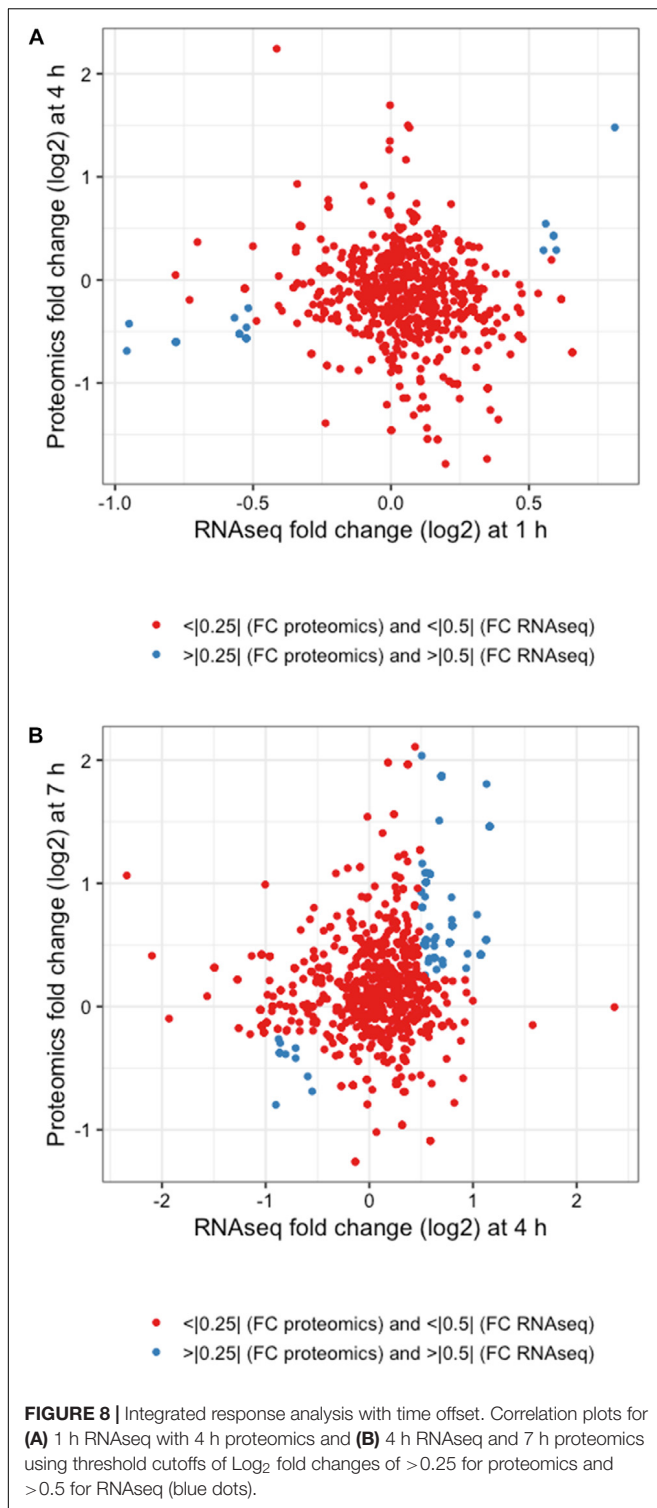 A
Proteomics fold change (log2) at 4 h
2
1
0
-1
-1.0
-0.5
0.0
0.5
RNAseq fold change (log2) at 1 h
<|0.25| (FC proteomics) and <|0.5| (FC RNAseq)
>|0.25| (FC proteomics) and >|0.5| (FC RNAseq)
B
Proteomics fold change (log2) at 7 h
2
1
0
-1
-2
-1
0
1
2
RNAseq fold change (log2) at 4 h
<|0.25| (FC proteomics) and <|0.5| (FC RNAseq)
>|0.25| (FC proteomics) and >|0.5| (FC RNAseq)
FIGURE 8 | Integrated response analysis with time offset. Correlation plots for
(A) 1 h RNAseq with 4 h proteomics and (B) 4 h RNAseq and 7 h proteomics
using threshold cutoffs of Log₂ fold changes of >0.25 for proteomics and
>0.5 for RNAseq (blue dots).